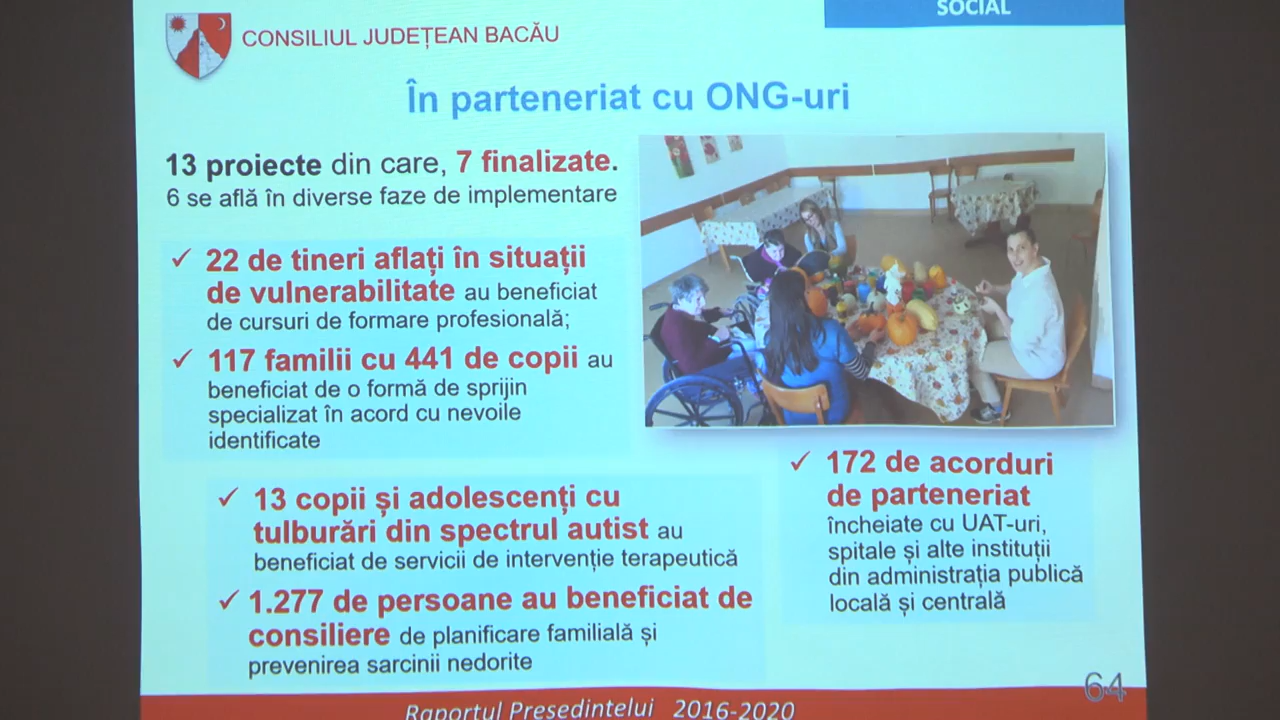 SOCIAL
CONSILIUL JUDEȚEAN BACĂU
În parteneriat cu ONG-uri
13 proiecte din care, 7 finalizate.
6 se află în diverse faze de implementare
✓ 22 de tineri aflați în situații
de vulnerabilitate au beneficiat
de cursuri de formare profesională;
✓ 117 familii cu 441 de copii au
beneficiat de o formă de sprijin
specializat în acord cu nevoile
identificate
✓ 13 copii și adolescenți cu
tulburări din spectrul autist au
beneficiat de servicii de intervenție terapeutică
✓ 1.277 de persoane au beneficiat de
consiliere de planificare familială și
prevenirea sarcinii nedorite
✓ 172 de acorduri
de parteneriat
încheiate cu UAT-uri,
spitale și alte instituții
din administrația publică
locală și centrală
64
Raportul Președintelui 2016-2020